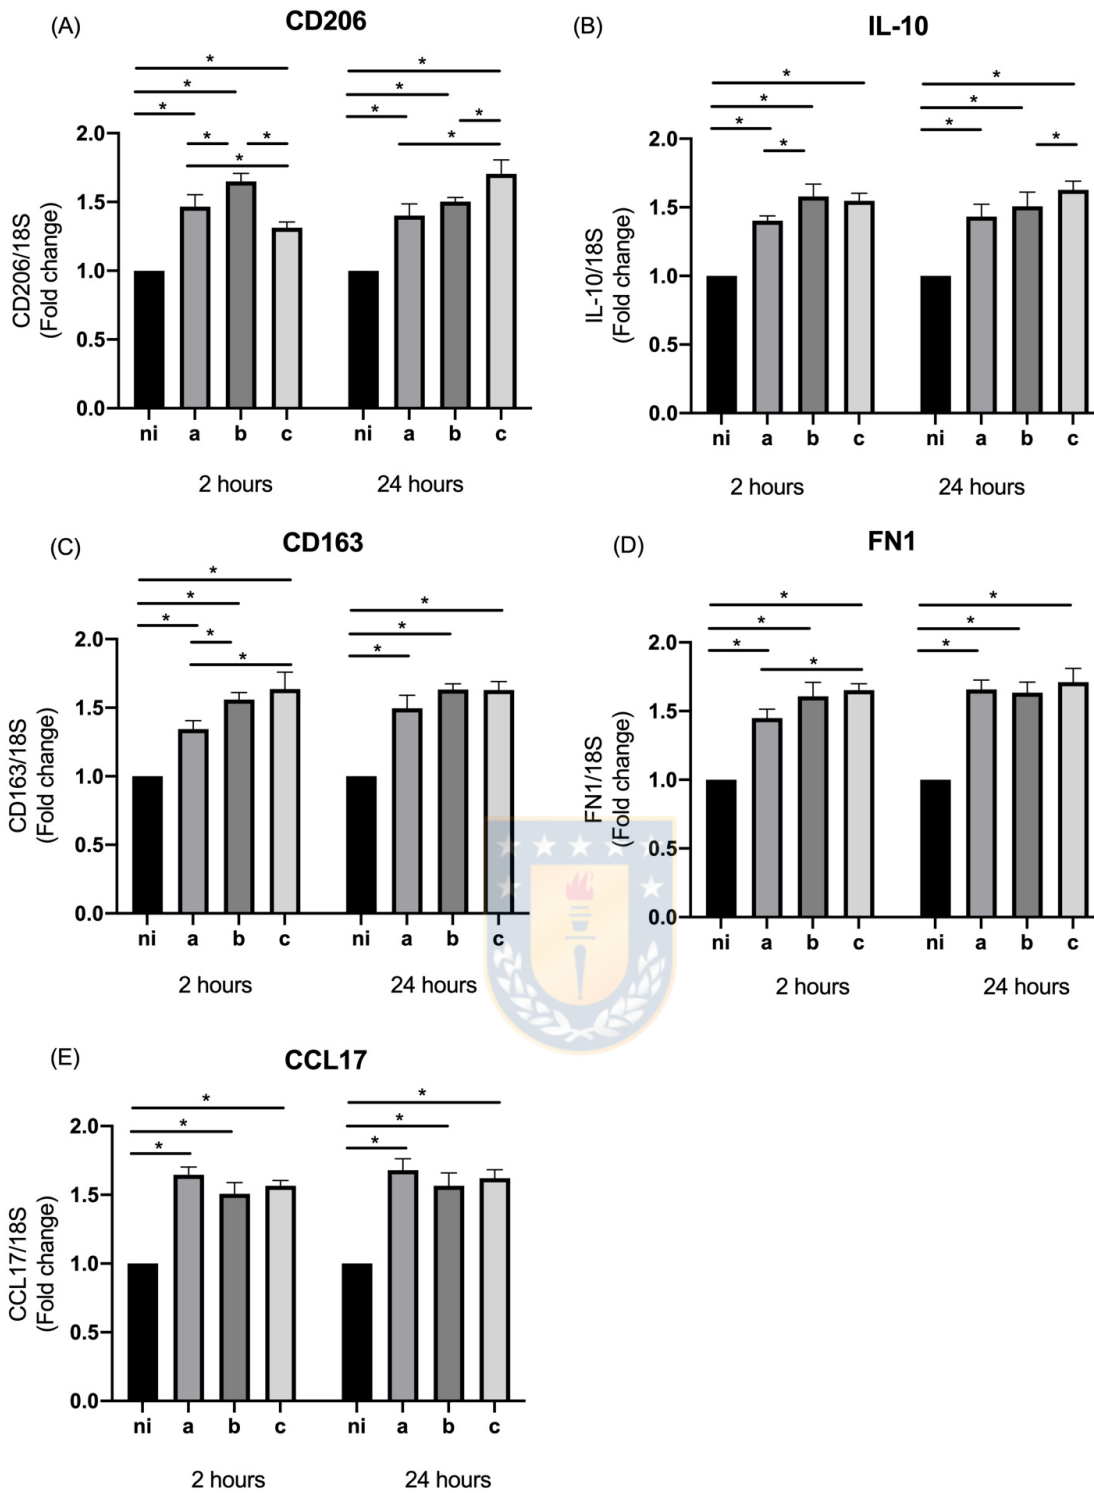 (A)
CD206
*
*
*
*
*
*
*
*
*
*
*
2.0
1.5
1.0
0.5
0.0
CD206/18S
(Fold change)
ni a b c ni a b c
2 hours 24 hours
(B)
IL-10
*
*
*
*
*
*
*
*
2.0
1.5
1.0
0.5
0.0
IL-10/18S
(Fold change)
ni a b c ni a b c
2 hours 24 hours
(C)
CD163
*
*
*
*
*
*
*
*
2.0
1.5
1.0
0.5
0.0
CD163/18S
(Fold change)
ni a b c ni a b c
2 hours 24 hours
(D)
FN1
*
*
*
*
*
*
*
2.0
1.5
1.0
0.5
0.0
FN1/18S
(Fold change)
ni a b c ni a b c
2 hours 24 hours
(E)
CCL17
*
*
*
*
*
*
2.0
1.5
1.0
0.5
0.0
CCL17/18S
(Fold change)
ni a b c ni a b c
2 hours 24 hours